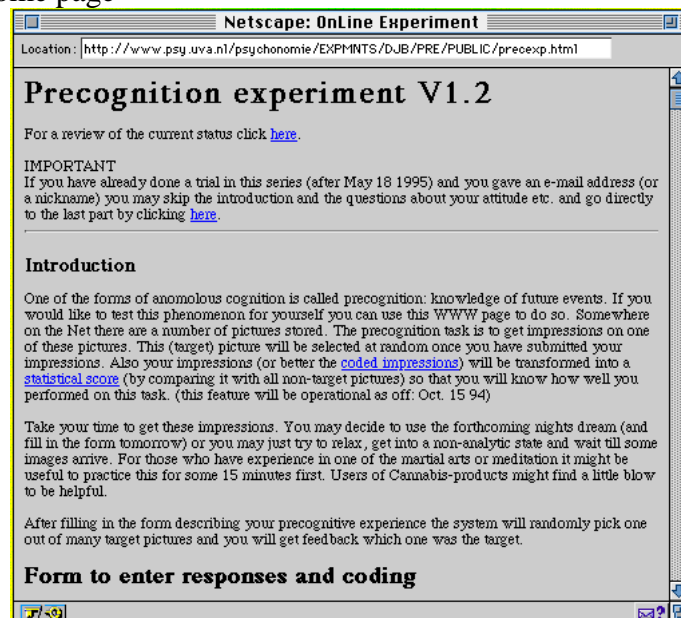 Netscape: OnLine Experiment
Location: http://www.psy.uva.nl/psychonomie/EXPMNTS/DJB/PRE/PUBLIC/precexp.html
Precognition experiment V1.2
For a review of the current status click here.
IMPORTANT
If you have already done a trial in this series (after May 18 1995) and you gave an e-mail address (or
a nickname) you may skip the introduction and the questions about your attitude etc. and go directly
to the last part by clicking here.
Introduction
One of the forms of anomolous cognition is called precognition: knowledge of future events. If you
would like to test this phenomenon for yourself you can use this WWW page to do so. Somewhere
on the Net there are a number of pictures stored. The precognition task is to get impressions on one
of these pictures. This (target) picture will be selected at random once you have submitted your
impressions. Also your impressions (or better the coded impressions) will be transformed into a
statistical score (by comparing it with all non-target pictures) so that you will know how well you
performed on this task. (this feature will be operational as off: Oct. 15 94)
Take your time to get these impressions. You may decide to use the forthcoming nights dream (and
fill in the form tomorrow) or you may just try to relax, get into a non-analytic state and wait till some
images arrive. For those who have experience in one of the martial arts or meditation it might be
useful to practice this for some 15 minutes first. Users of Cannabis-products might find a little blow
to be helpful.
After filling in the form describing your precognitive experience the system will randomly pick one
out of many target pictures and you will get feedback which one was the target.
Form to enter responses and coding